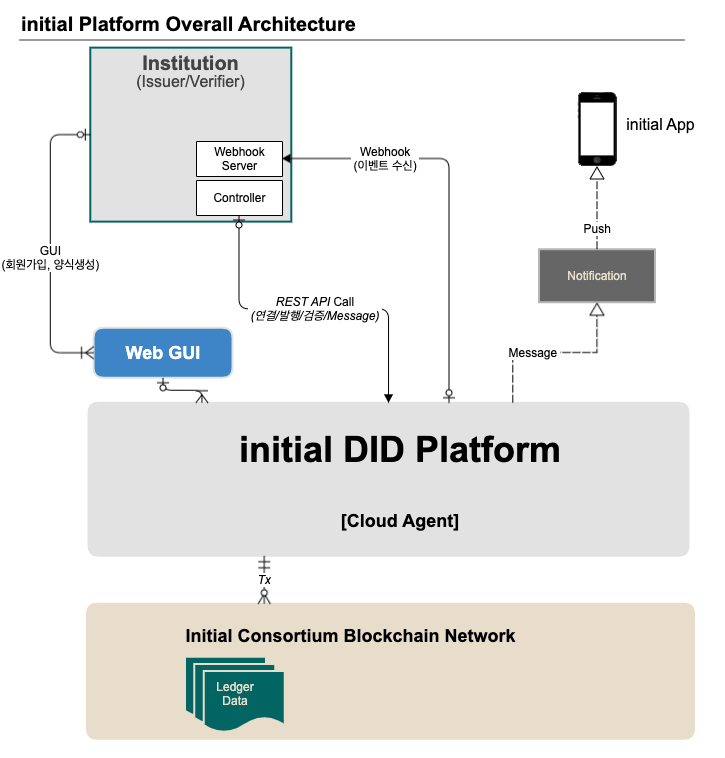 initial Platform Overall Architecture
Institution
(Issuer/Verifier)
Webhook
Server
Controller
Webhook
(이벤트 수신)
initial App
Push
Notification
GUI
(회원가입, 양식생성)
REST API Call
(연결/발행/검증/Message)
Message
Web GUI
initial DID Platform
[Cloud Agent]
Tx
Initial Consortium Blockchain Network
Ledger
Data